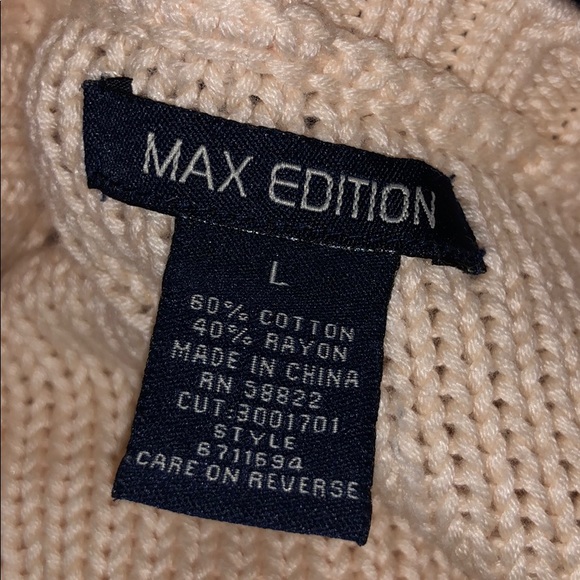 MAX EDITION
L
60% COTTON
40% RAYON
MADE IN CHINA
RN 58822
CUT:3001701
STYLE
6711694
CARE ON REVERSE